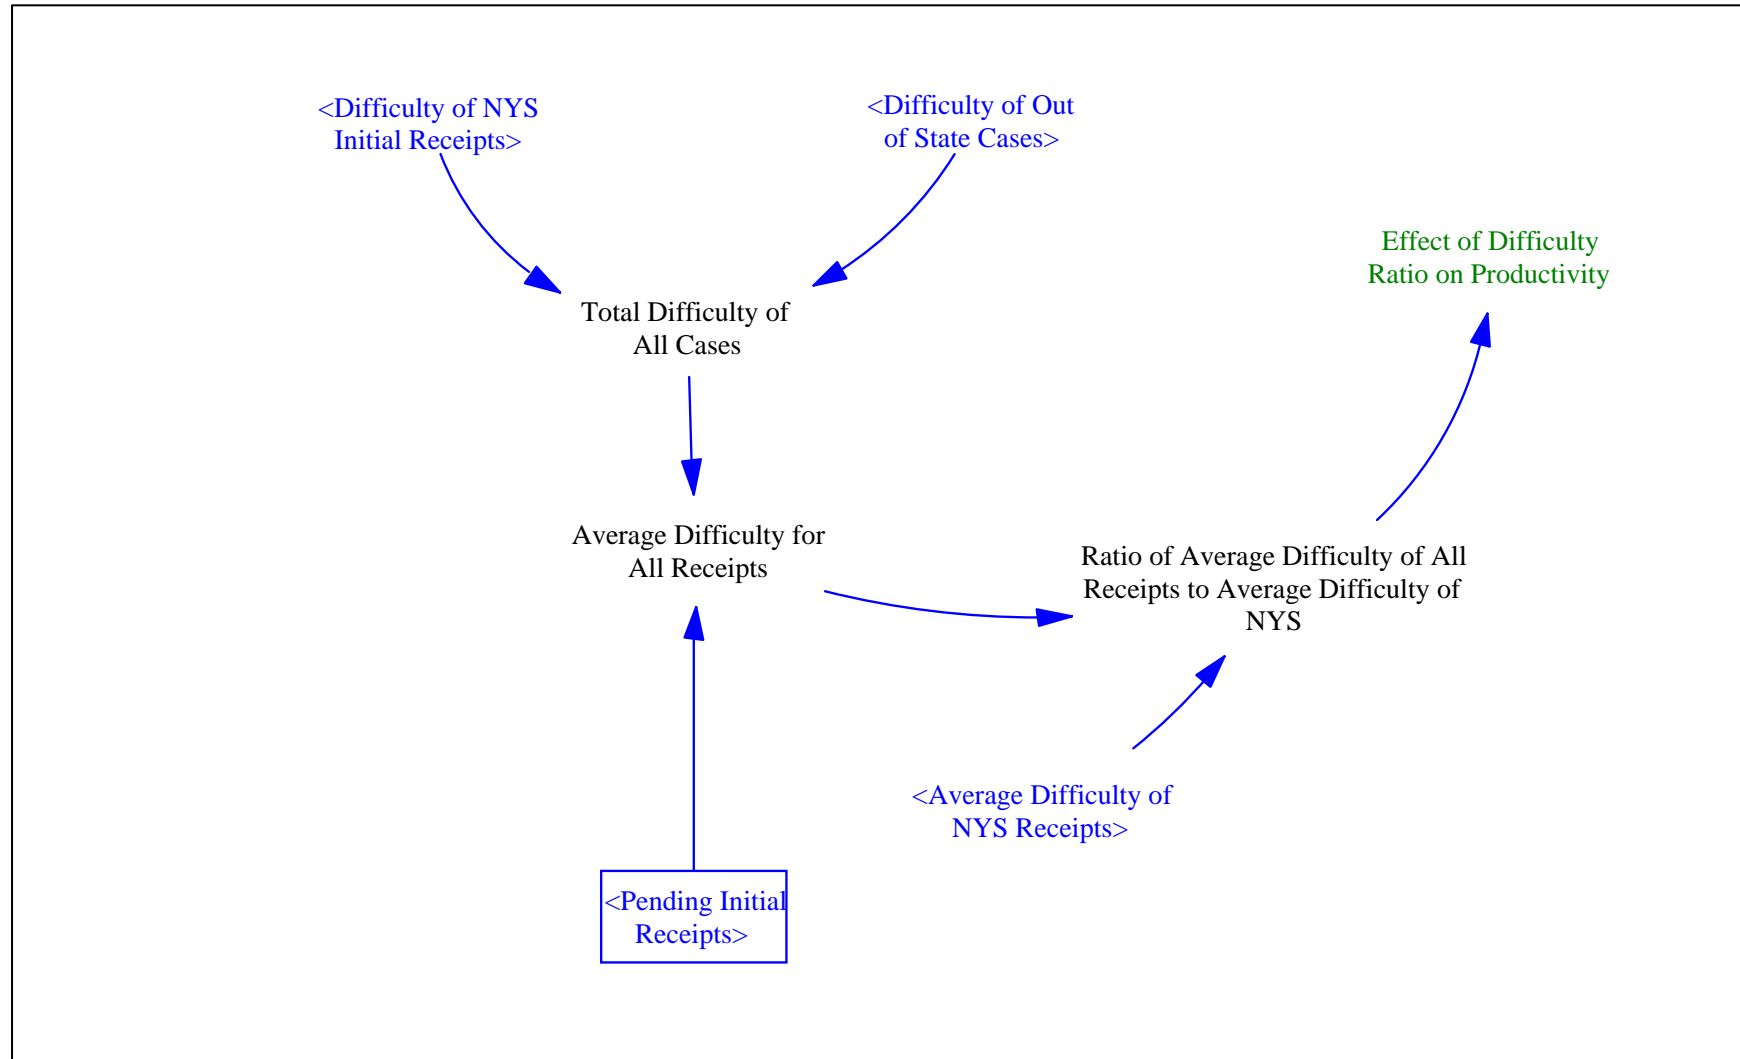 <Difficulty of NYS
Initial Receipts>
<Difficulty of Out
of State Cases>
Effect of Difficulty
Ratio on Productivity
Total Difficulty of
All Cases
Average Difficulty for
All Receipts
Ratio of Average Difficulty of All
Receipts to Average Difficulty of
NYS
<Average Difficulty of
NYS Receipts>
<Pending Initial
Receipts>